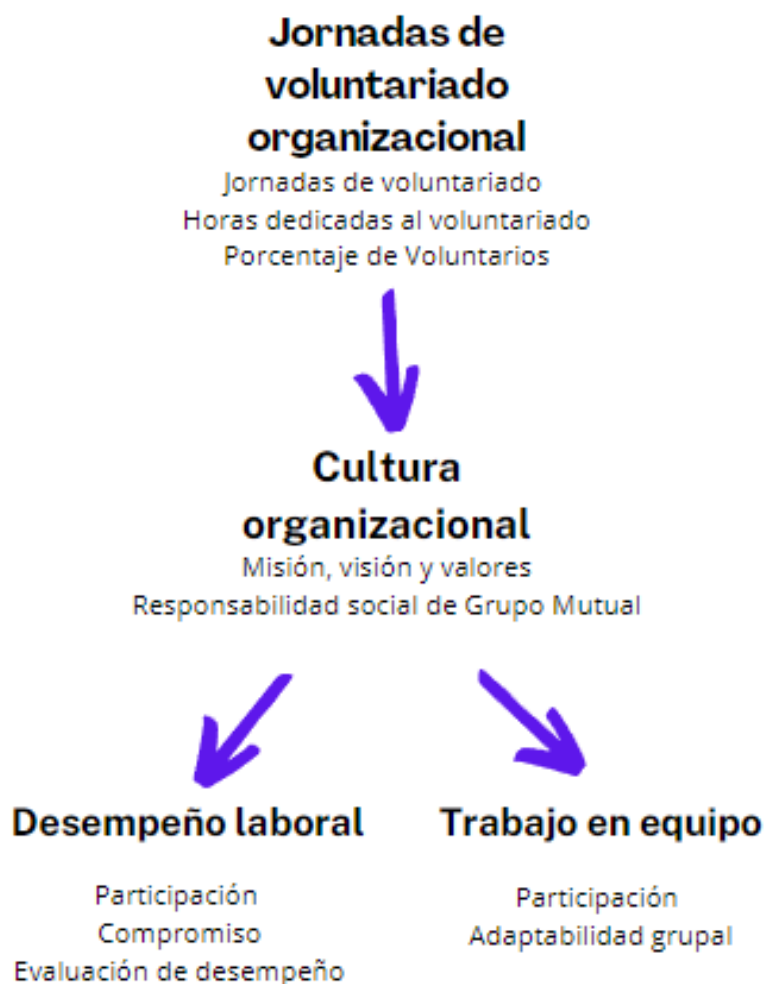 Jornadas de
voluntariado
organizacional
Jornadas de voluntariado
Horas dedicadas al voluntariado
Porcentaje de Voluntarios
Cultura
organizacional
Misión, visión y valores
Responsabilidad social de Grupo Mutual
Desempeño laboral
Participación
Compromiso
Evaluación de desempeño
Trabajo en equipo
Participación
Adaptabilidad grupal